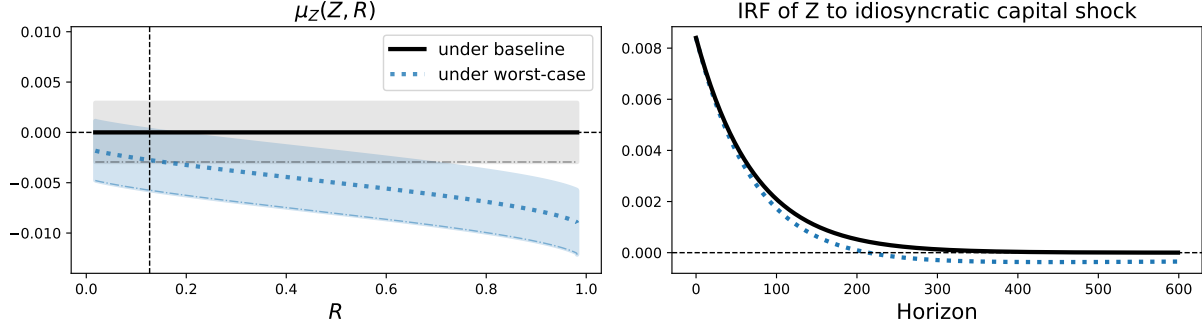 μ_Z(Z, R)
0.010
0.005
0.000
−0.005
−0.010
under baseline
under worst-case
0.0 0.2 0.4 0.6 0.8 1.0
R
IRF of Z to idiosyncratic capital shock
0.008
0.006
0.004
0.002
0.000
0 100 200 300 400 500 600
Horizon